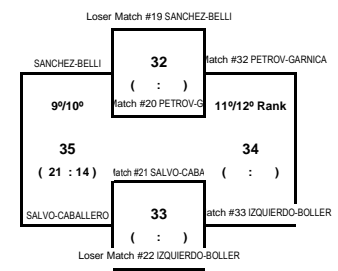 Loser Match #19 SANCHEZ-BELLI
SANCHEZ-BELLI
32
Match #32 PETROV-GARNICA
( : )
9º/10º
Match #20 PETROV-G
11º/12º Rank
35
34
( 21 : 14 )
Match #21 SALVO-CABA
( : )
SALVO-CABALLERO
33
Match #33 IZQUIERDO-BOLLER
( : )
Loser Match #22 IZQUIERDO-BOLLER